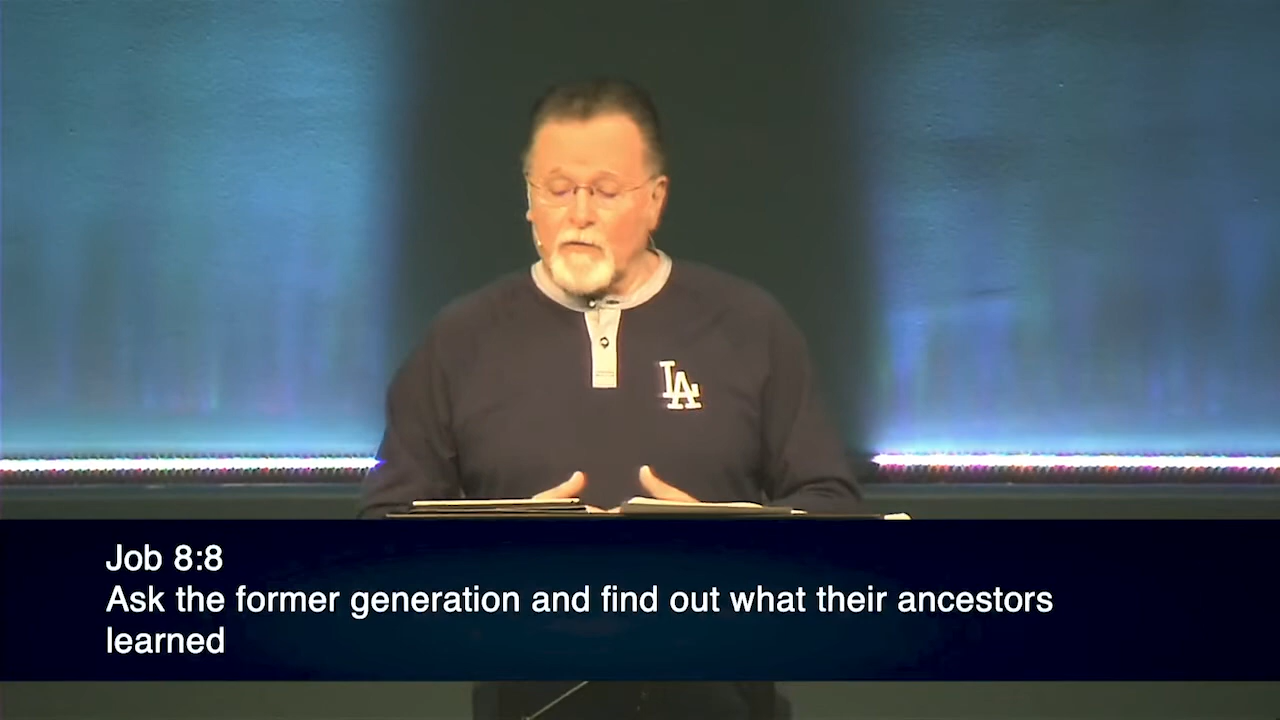 LA
Job 8:8
Ask the former generation and find out what their ancestors
learned